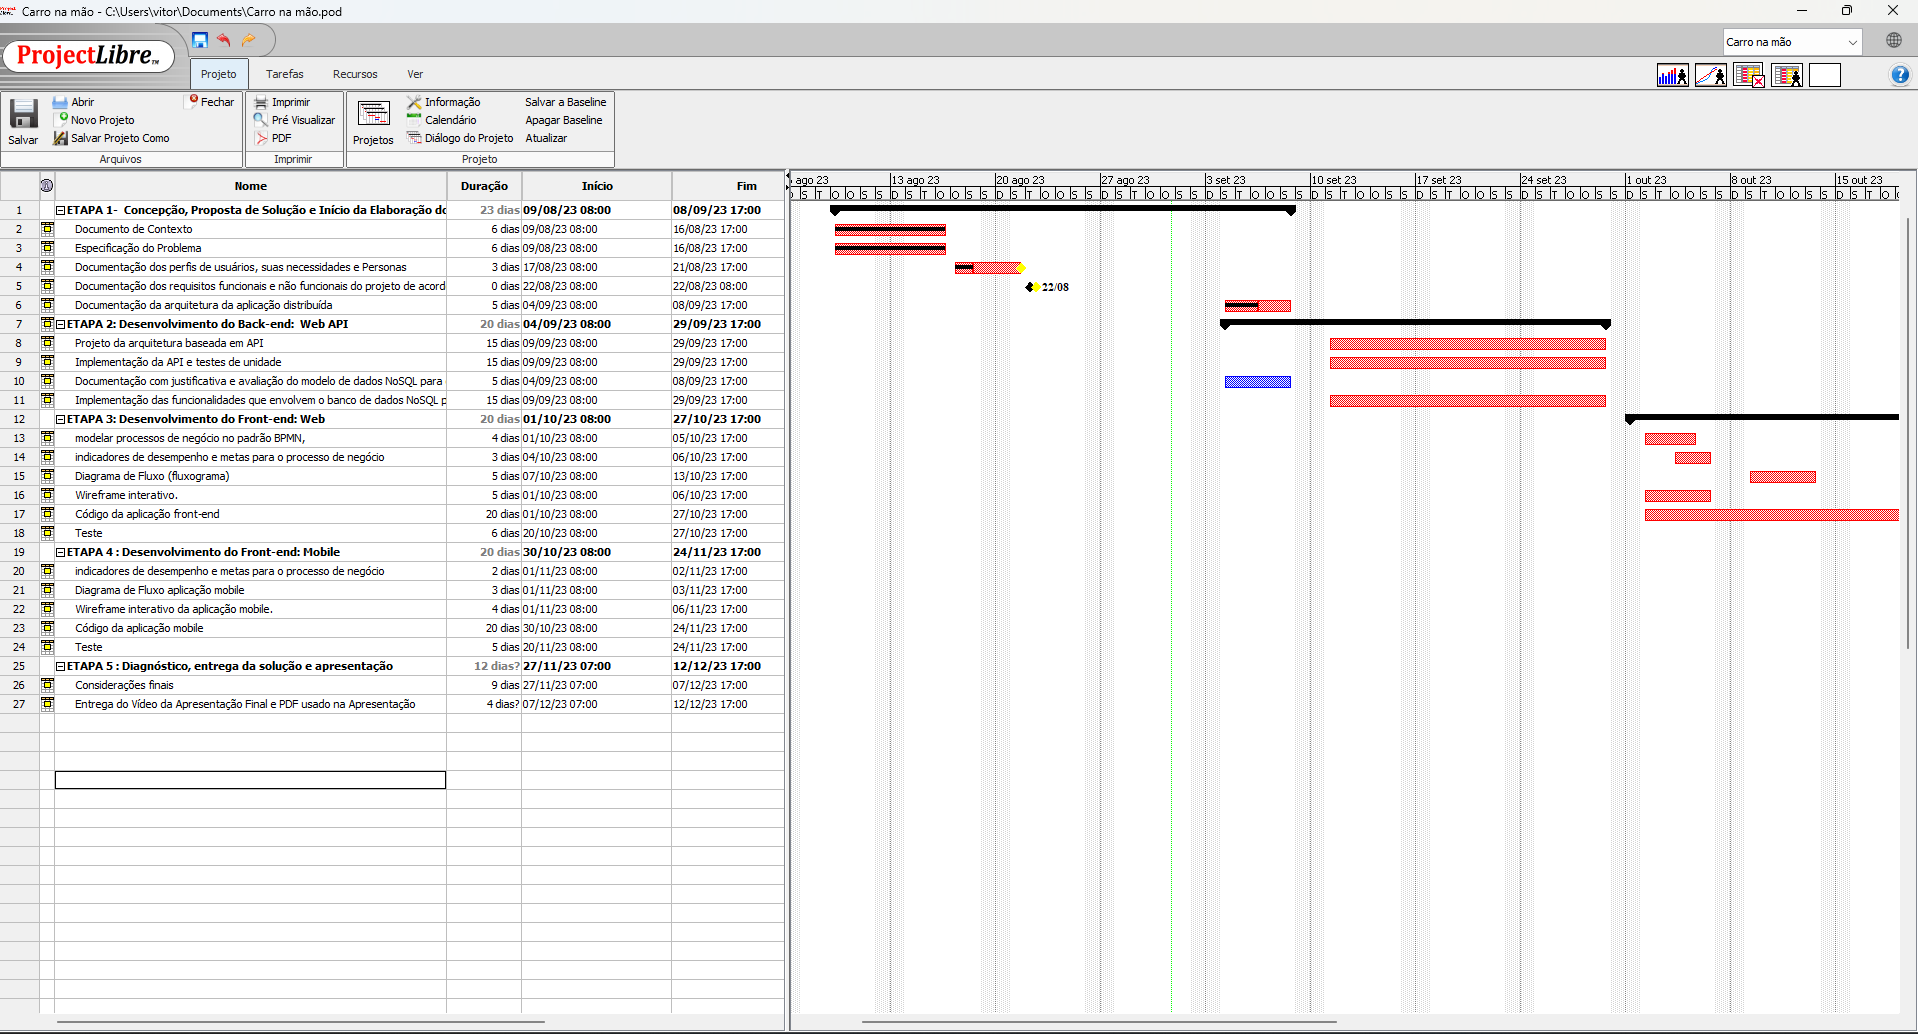 Carro na mão - C:\Users\vitor\Documents\Carro na mão.pod
ProjectLibre™
Carro na mão
Projeto Tarefas Recursos Ver
Salvar
Abrir
Novo Projeto
Salvar Projeto Como
Fechar
Arquivos
Imprimir
Pré Visualizar
PDF
Imprimir
Projetos
Informação
Calendário
Diálogo do Projeto
Salvar a Baseline
Apagar Baseline
Atualizar
Projeto
Nome Duração Início Fim
1 ETAPA 1- Concepção, Proposta de Solução e Início da Elaboração do 23 dias 09/08/23 08:00 08/09/23 17:00
2 Documento de Contexto 6 dias 09/08/23 08:00 16/08/23 17:00
3 Especificação do Problema 6 dias 09/08/23 08:00 16/08/23 17:00
4 Documentação dos perfis de usuários, suas necessidades e Personas 3 dias 17/08/23 08:00 21/08/23 17:00
5 Documentação dos requisitos funcionais e não funcionais do projeto de acord 0 dias 22/08/23 08:00 22/08/23 08:00
6 Documentação da arquitetura da aplicação distribuída 5 dias 04/09/23 08:00 08/09/23 17:00
7 ETAPA 2: Desenvolvimento do Back-end: Web API 20 dias 04/09/23 08:00 29/09/23 17:00
8 Projeto da arquitetura baseada em API 15 dias 09/09/23 08:00 29/09/23 17:00
9 Implementação da API e testes de unidade 15 dias 09/09/23 08:00 29/09/23 17:00
10 Documentação com justificativa e avaliação do modelo de dados NoSQL para 5 dias 04/09/23 08:00 08/09/23 17:00
11 Implementação das funcionalidades que envolvem o banco de dados NoSQL p 15 dias 09/09/23 08:00 29/09/23 17:00
12 ETAPA 3: Desenvolvimento do Front-end: Web 20 dias 01/10/23 08:00 27/10/23 17:00
13 modelar processos de negócio no padrão BPMN, 4 dias 01/10/23 08:00 05/10/23 17:00
14 indicadores de desempenho e metas para o processo de negócio 3 dias 04/10/23 08:00 06/10/23 17:00
15 Diagrama de Fluxo (fluxograma) 5 dias 07/10/23 08:00 13/10/23 17:00
16 Wireframe interativo. 5 dias 01/10/23 08:00 06/10/23 17:00
17 Código da aplicação front-end 20 dias 01/10/23 08:00 27/10/23 17:00
18 Teste 6 dias 20/10/23 08:00 27/10/23 17:00
19 ETAPA 4 : Desenvolvimento do Front-end: Mobile 20 dias 30/10/23 08:00 24/11/23 17:00
20 indicadores de desempenho e metas para o processo de negócio 2 dias 01/11/23 08:00 02/11/23 17:00
21 Diagrama de Fluxo aplicação mobile 3 dias 01/11/23 08:00 03/11/23 17:00
22 Wireframe interativo da aplicação mobile. 4 dias 01/11/23 08:00 06/11/23 17:00
23 Código da aplicação mobile 20 dias 30/10/23 08:00 24/11/23 17:00
24 Teste 5 dias 20/11/23 08:00 24/11/23 17:00
25 ETAPA 5 : Diagnóstico, entrega da solução e apresentação 12 dias? 27/11/23 07:00 12/12/23 17:00
26 Considerações finais 9 dias 27/11/23 07:00 07/12/23 17:00
27 Entrega do Vídeo da Apresentação Final e PDF usado na Apresentação 4 dias? 07/12/23 07:00 12/12/23 17:00
ago 23 13 ago 23 20 ago 23 27 ago 23 3 set 23 10 set 23 17 set 23 24 set 23 1 out 23 8 out 23 15 out 23
S T Q Q S S D S T Q Q S S D S T Q Q S S D S T Q Q S S D S T Q Q S S D S T Q Q S S D S T Q Q S S D S T Q Q S S D S T Q Q S S D S T Q Q S S D S T Q
22/08